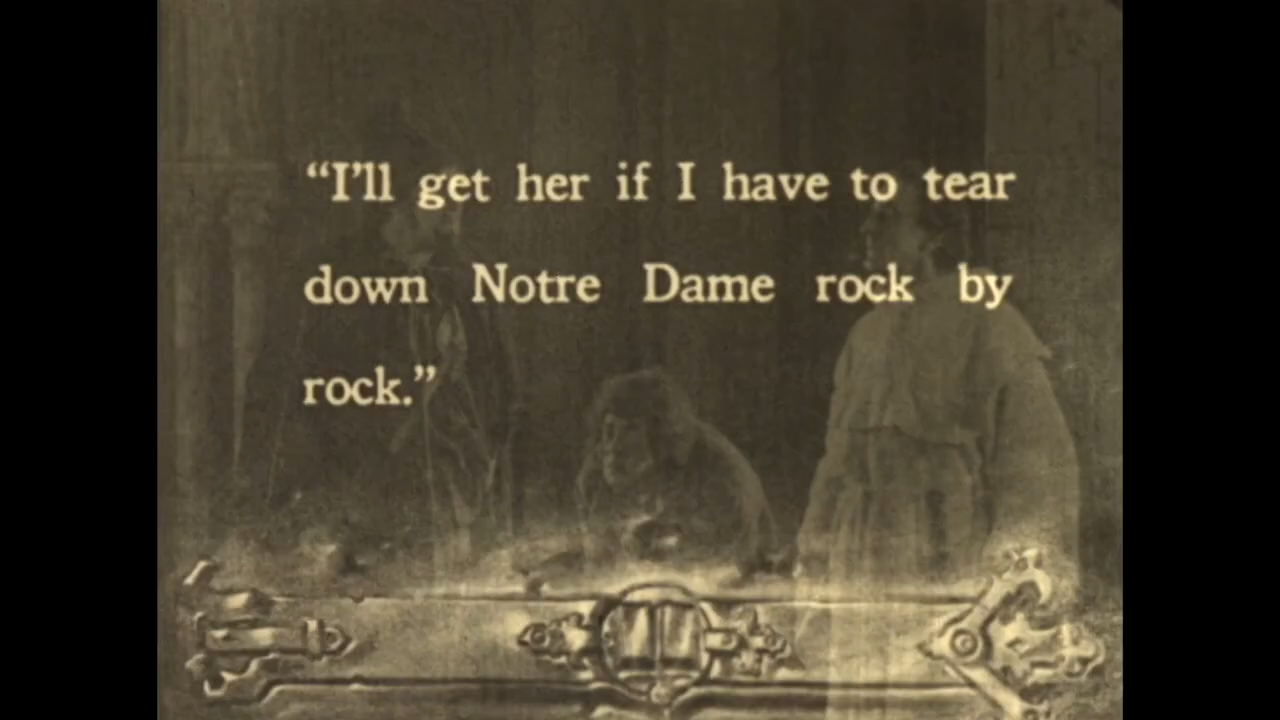 “I’ll get her if I have to tear
down Notre Dame rock by
rock.”